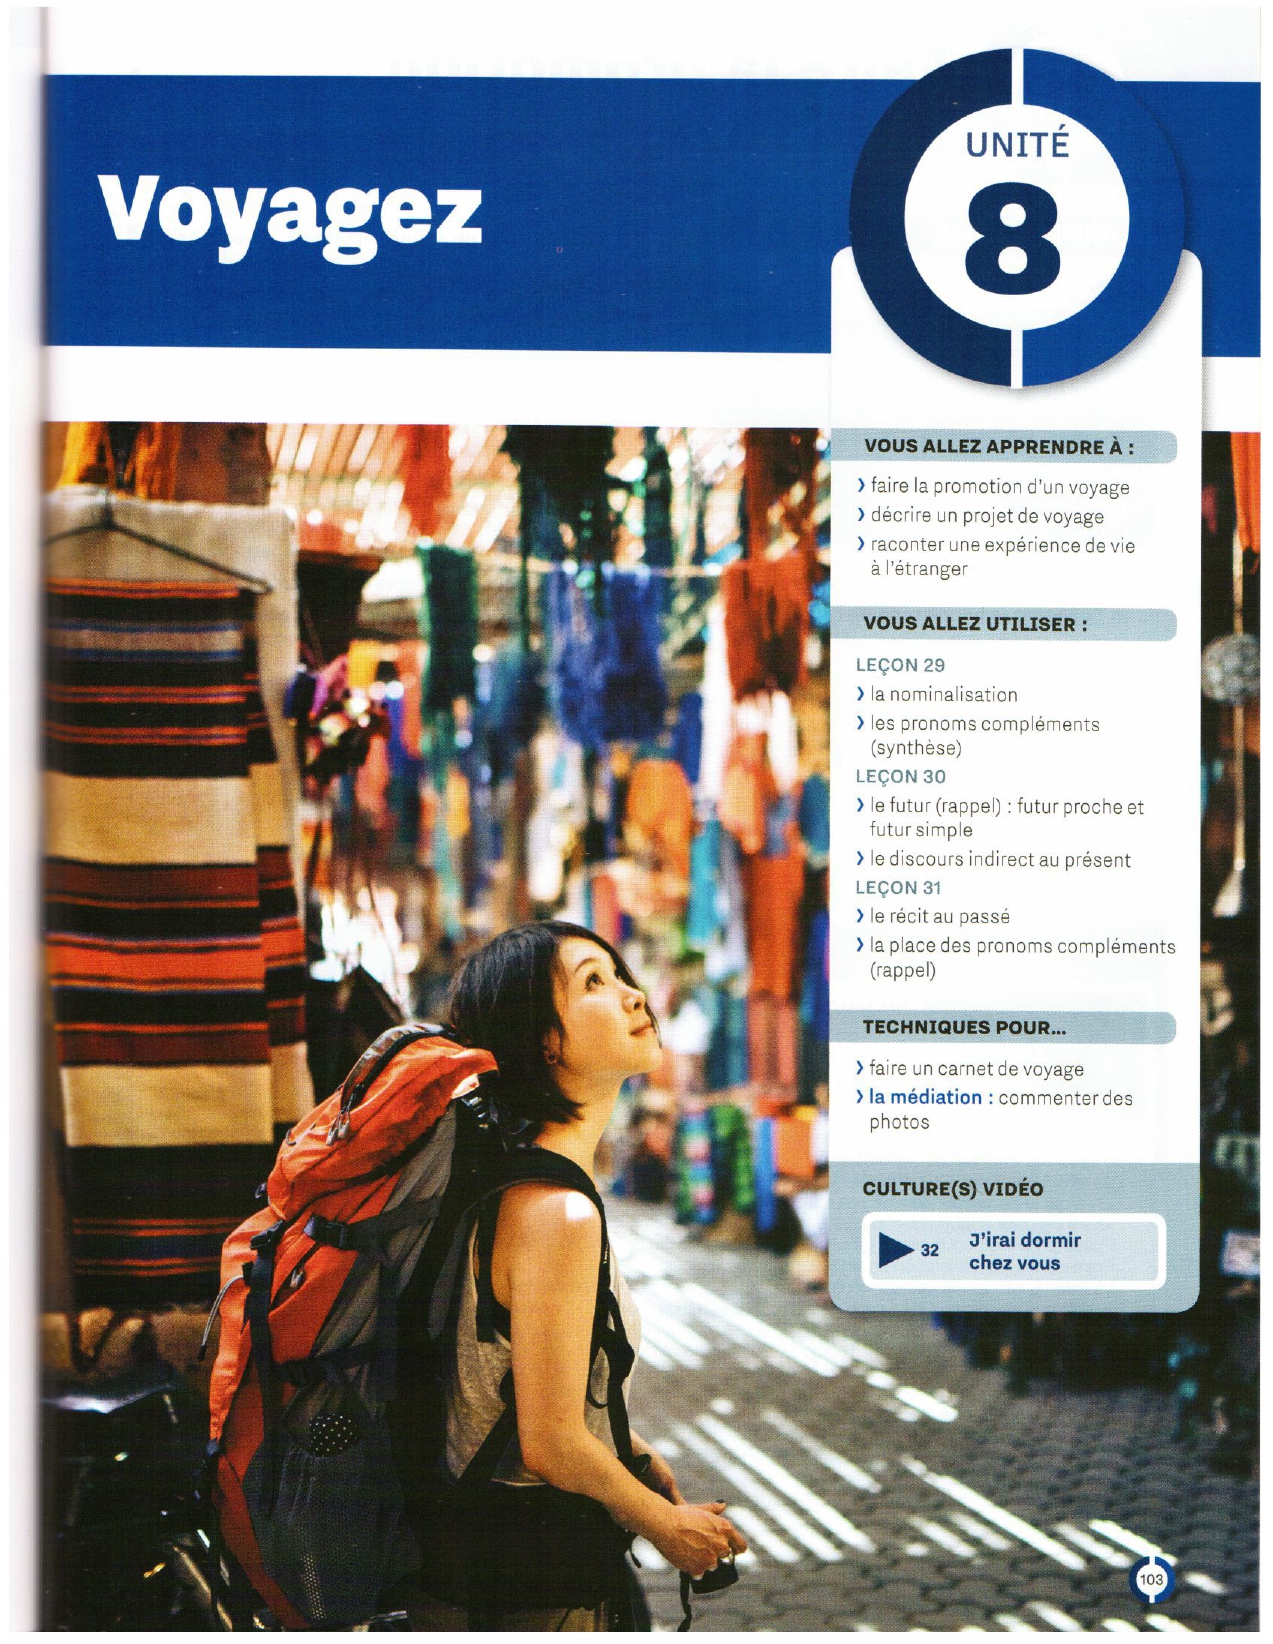 Voyagez
UNITÉ
8
VOUS ALLEZ APPRENDRE À :
› faire la promotion d'un voyage
› décrire un projet de voyage
› raconter une expérience de vie
à l'étranger
VOUS ALLEZ UTILISER :
LEÇON 29
› la nominalisation
› les pronoms compléments
(synthèse)
LEÇON 30
› le futur (rappel) : futur proche et
futur simple
› le discours indirect au présent
LEÇON 31
› le récit au passé
› la place des pronoms compléments
(rappel)
TECHNIQUES POUR...
› faire un carnet de voyage
› la médiation : commenter des
photos
CULTURE(S) VIDÉO
32 J'irai dormir
chez vous
103